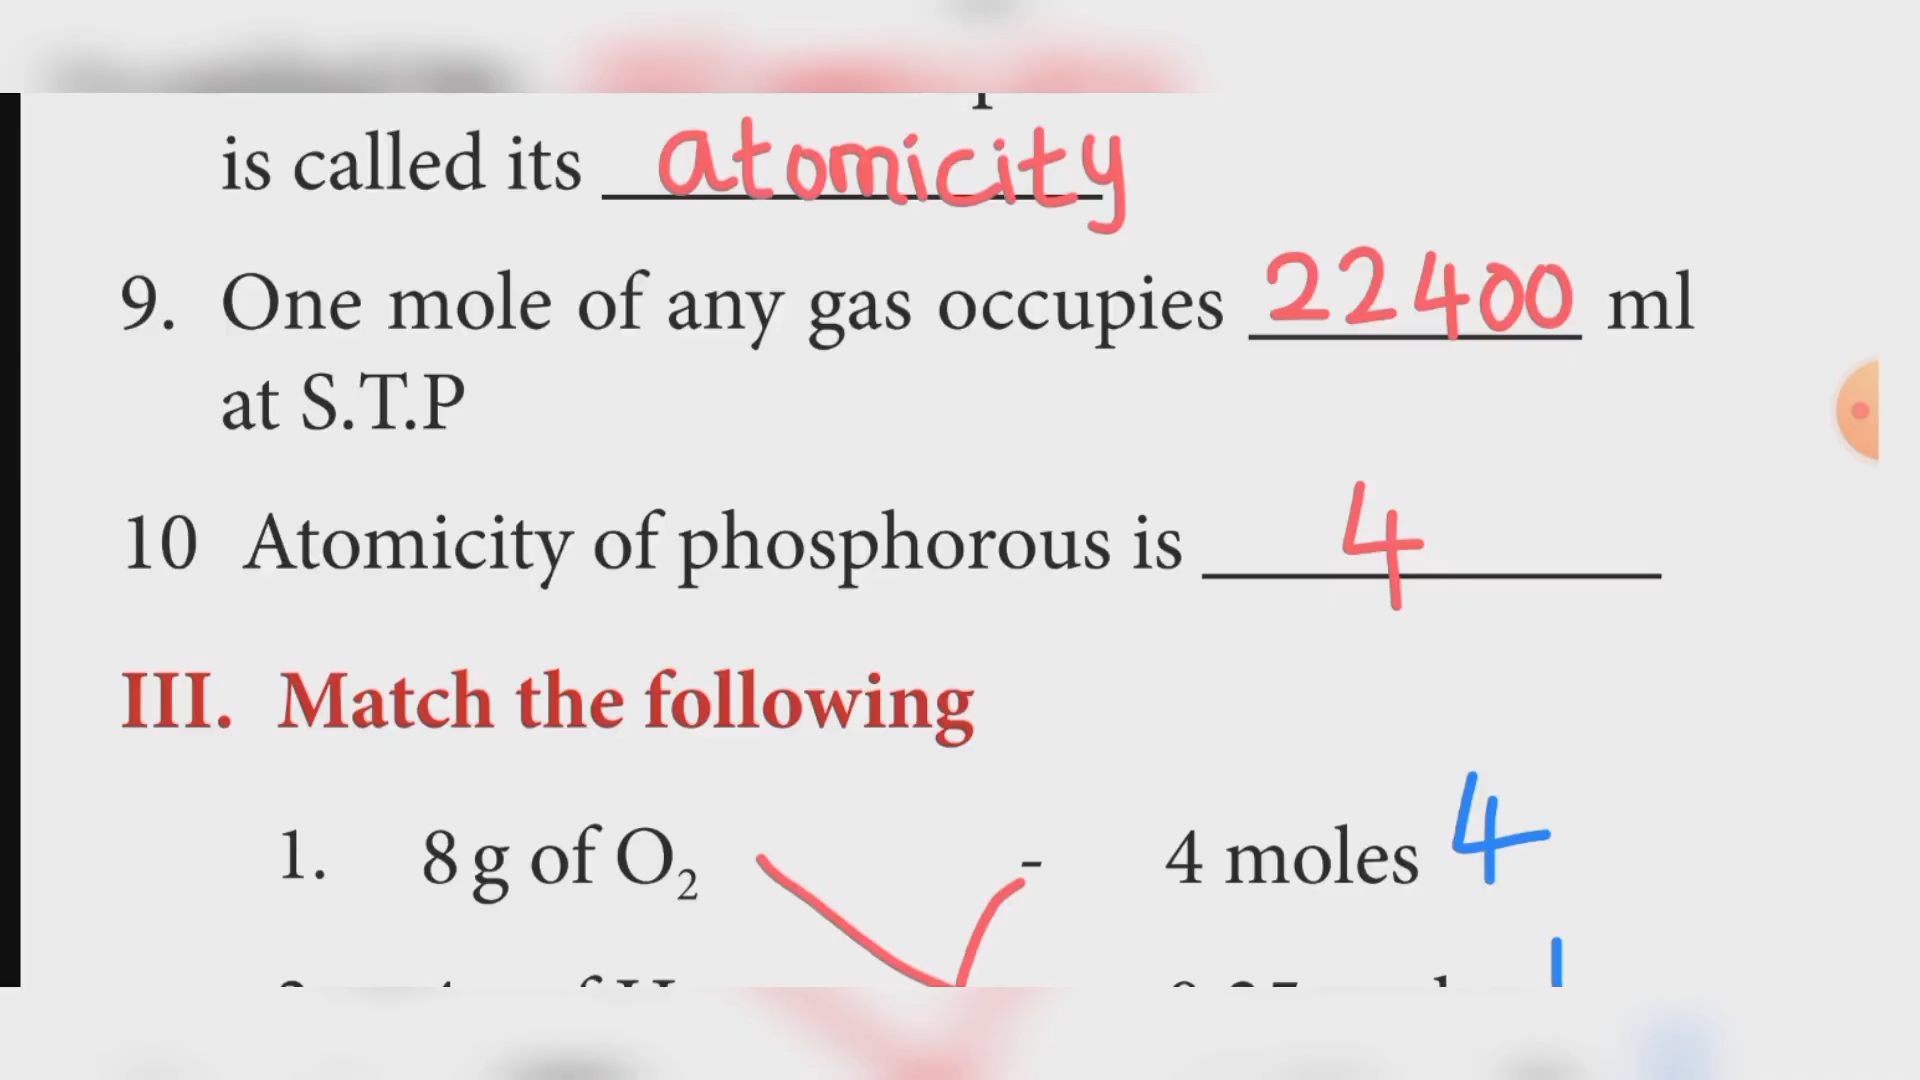 is called its atomicity
9. One mole of any gas occupies 22400 ml
at S.T.P
10 Atomicity of phosphorous is 4
III. Match the following
1. 8 g of O₂ - 4 moles 4